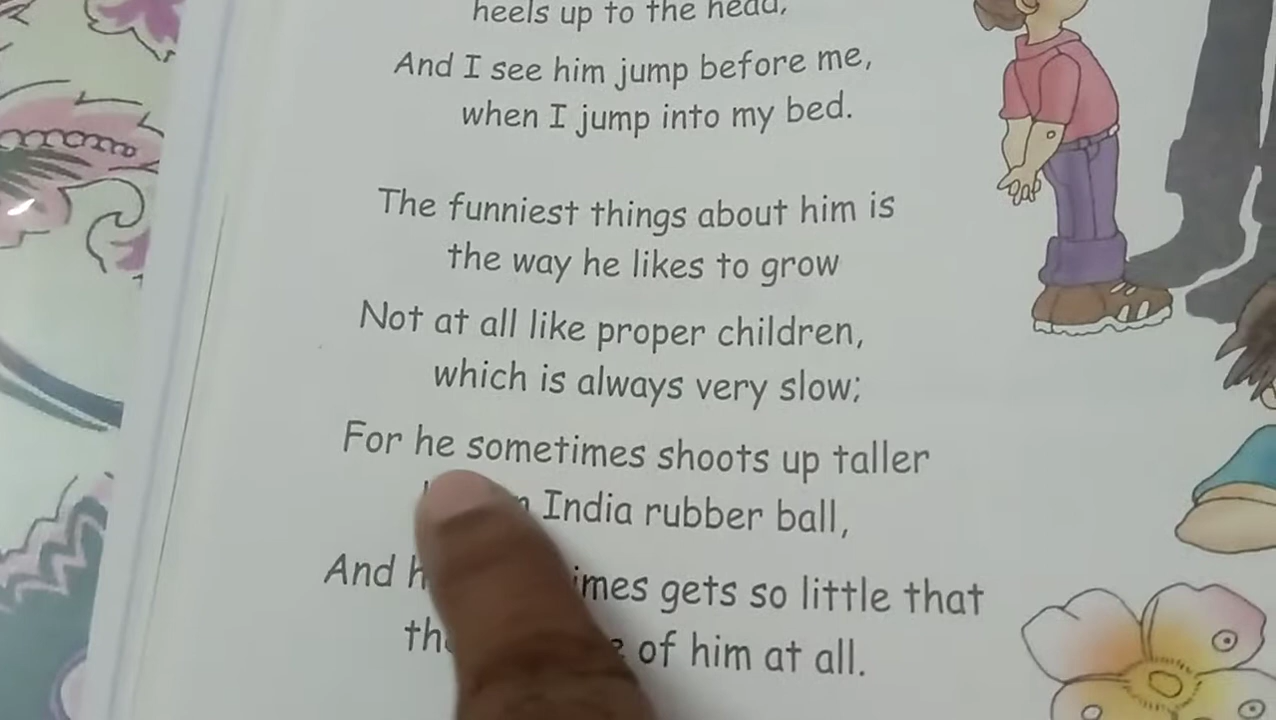 heels up to the head,
And I see him jump before me,
when I jump into my bed.
The funniest things about him is
the way he likes to grow
Not at all like proper children,
which is always very slow;
For he sometimes shoots up taller
India rubber ball,
And gets so little that
of him at all.